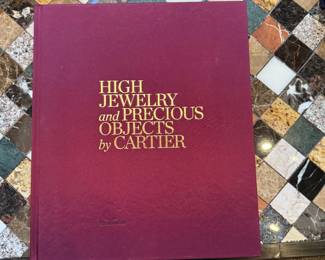 HIGH
JEWELRY
and PRECIOUS
OBJECTS
by CARTIER